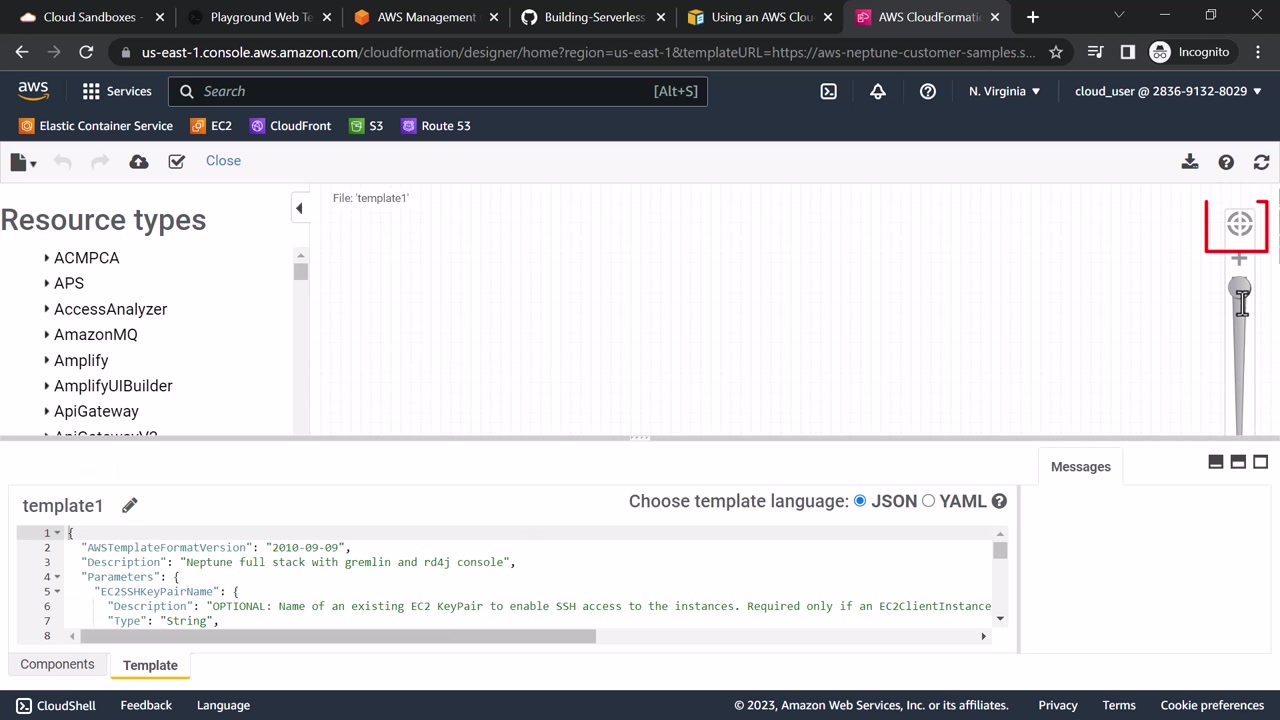 Cloud Sandboxes -
Playground Web Te
AWS Management
Building-Serverless
Using an AWS Clou
AWS CloudFormati
us-east-1.console.aws.amazon.com/cloudformation/designer/home?region=us-east-1&templateURL=https://aws-neptune-customer-samples.s...
Incognito
aws
Services
Search
[Alt+S]
N. Virginia
cloud_user @ 2836-9132-8029
Elastic Container Service
EC2
CloudFront
S3
Route 53
Close
File: 'template1'
Resource types
ACMPCA
APS
AccessAnalyzer
AmazonMQ
Amplify
AmplifyUIBuilder
ApiGateway
ApiGatewayV2
Messages
template1
Choose template language: JSON YAML
1 {
2 "AWSTemplateFormatVersion": "2010-09-09",
3 "Description": "Neptune full stack with gremlin and rd4j console",
4 "Parameters": {
5 "EC2SSHKeyPairName": {
6 "Description": "OPTIONAL: Name of an existing EC2 KeyPair to enable SSH access to the instances. Required only if an EC2ClientInstance
7 "Type": "String",
8
Components
Template
CloudShell
Feedback
Language
© 2023, Amazon Web Services, Inc. or its affiliates.
Privacy
Terms
Cookie preferences